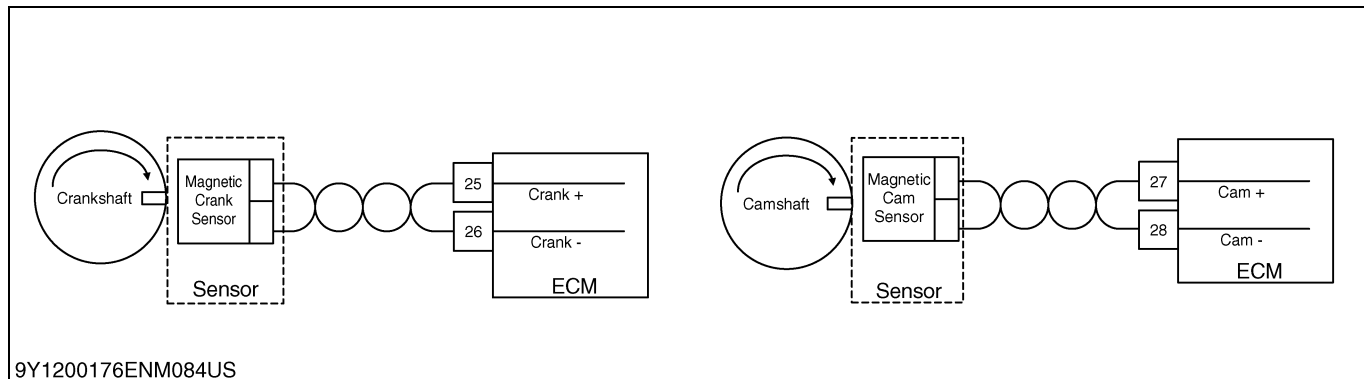 Crankshaft
Magnetic
Crank
Sensor
Sensor
25
26
Crank +
Crank -
ECM
Camshaft
Magnetic
Cam
Sensor
Sensor
27
28
Cam +
Cam -
ECM
9Y1200176ENM084US